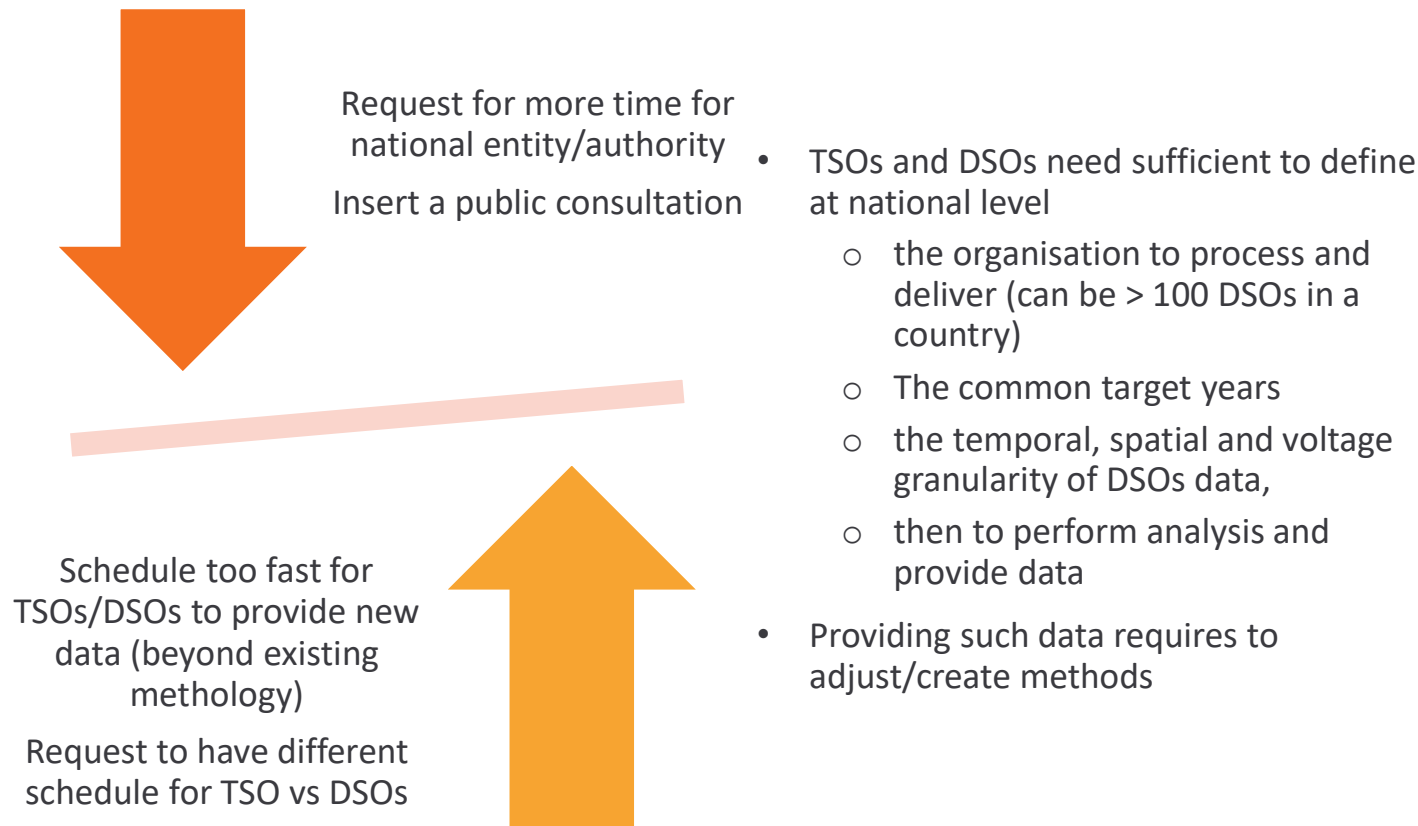 Request for more time for
national entity/authority
Insert a public consultation
Schedule too fast for
TSOs/DSOs to provide new
data (beyond existing
methology)
Request to have different
schedule for TSO vs DSOs
• TSOs and DSOs need sufficient to define
at national level
o the organisation to process and
deliver (can be > 100 DSOs in a
country)
o The common target years
o the temporal, spatial and voltage
granularity of DSOs data,
o then to perform analysis and
provide data
• Providing such data requires to
adjust/create methods